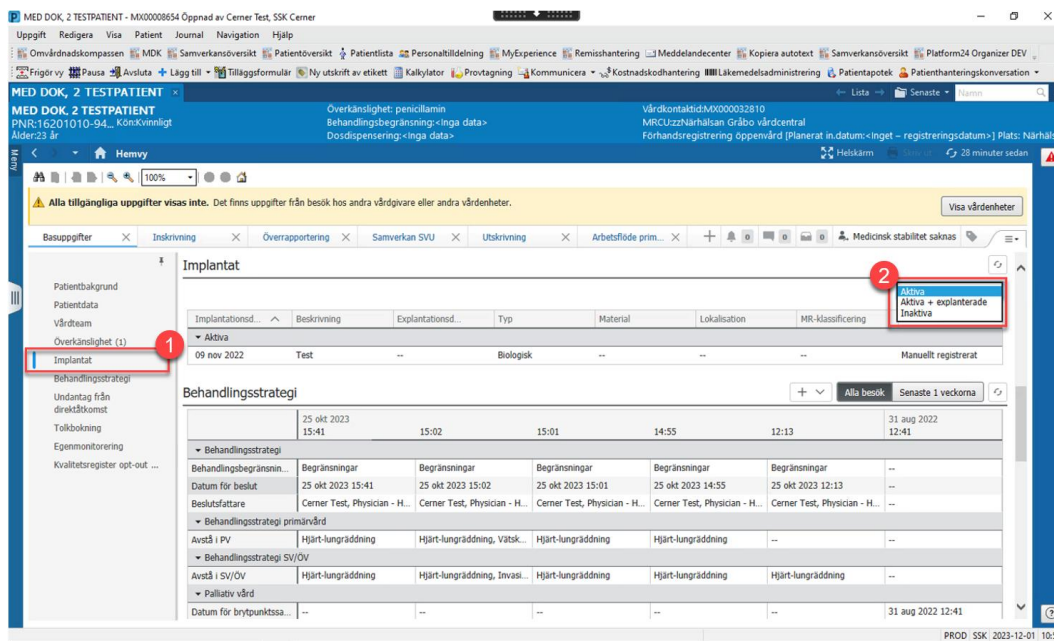 MED DOK, 2 TESTPATIENT - MX00008654 Öppnad av Cerner Test, SSK Cerner
Uppgift Redigera Visa Patient Journal Navigation Hjälp
Omvårdnadskompassen MDK Samverkansöversikt Patientöversikt Patientlista Personaltilldelning MyExperience Remisshantering Meddelandecenter Kopiera autotext Samverkansöversikt Platform24 Organizer DEV
Frigör vy Pausa Avsluta Lägg till Tilläggsformulär Ny utskrift av etikett Kalkylator Provtagning Kommunicera Kostnadskodhantering Läkemedelsadministrering Patientapotek Patienthanteringskonversation
MED DOK, 2 TESTPATIENT Lista Senaste Namn
MED DOK, 2 TESTPATIENT Överkänslighet: penicillamin Vårdkontaktid:MX000032810
PNR:16201010-94... Kön:Kvinnligt Behandlingsbegränsning:<Inga data> MRCU:zzNärhälsan Gråbo vårdcentral
Ålder:23 år Dosdispensering:<Inga data> Förhandsregistrering öppenvård [Planerat in.datum:<Inget – registreringsdatum>] Plats: Närhäls
Meny Hemvy Helskärm Skriv ut 28 minuter sedan
100%
Alla tillgängliga uppgifter visas inte. Det finns uppgifter från besök hos andra vårdgivare eller andra vårdenheter. Visa vårdenheter
Basuppgifter Inskrivning Överrapportering Samverkan SVU Utskrivning Arbetsflöde prim... 0 0 0 Medicinsk stabilitet saknas
Implantat
2
Patientbakgrund
Patientdata
Vårdteam
Överkänslighet (1)
1
Implantat
Behandlingsstrategi
Undantag från
direktåtkomst
Tolkbokning
Egenmonitorering
Kvalitetsregister opt-out ...
Aktiva
Aktiva + explanterade
Inaktiva
Implantationsd... Beskrivning Explantationsd... Typ Material Lokalisation MR-klassificering
Aktiva
09 nov 2022 Test -- Biologisk -- -- -- Manuellt registrerat
Behandlingsstrategi Alla besök Senaste 1 veckorna
25 okt 2023 31 aug 2022
15:41 15:02 15:01 14:55 12:13 12:41
Behandlingsstrategi
Behandlingsbegränsnin... Begränsningar Begränsningar Begränsningar Begränsningar Begränsningar --
Datum för beslut 25 okt 2023 15:41 25 okt 2023 15:02 25 okt 2023 15:01 25 okt 2023 14:55 25 okt 2023 12:13 --
Beslutsfattare Cerner Test, Physician - H... Cerner Test, Physician - H... Cerner Test, Physician - H... Cerner Test, Physician - H... Cerner Test, Physician - H... --
Behandlingsstrategi primärvård
Avstå i PV Hjärt-lungräddning Hjärt-lungräddning, Vätsk... Hjärt-lungräddning Hjärt-lungräddning -- --
Behandlingsstrategi SV/ÖV
Avstå i SV/ÖV Hjärt-lungräddning Hjärt-lungräddning, Invasi... Hjärt-lungräddning Hjärt-lungräddning Hjärt-lungräddning --
Palliativ vård
Datum för brytpunktssa... -- -- -- -- -- 31 aug 2022 12:41
PROD SSK 2023-12-01